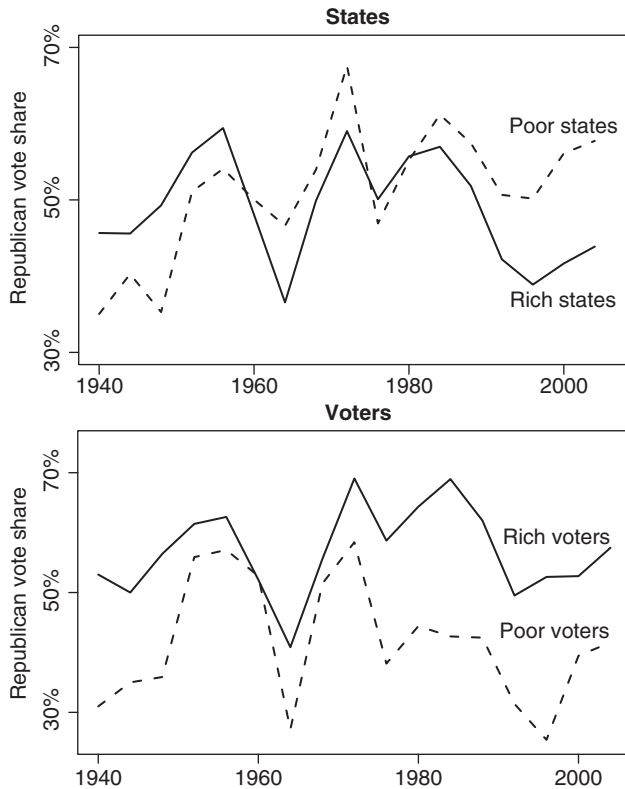 States
70%
50%
30%
Republican vote share
Poor states
Rich states
1940 1960 1980 2000
Voters
70%
50%
30%
Republican vote share
Rich voters
Poor voters
1940 1960 1980 2000